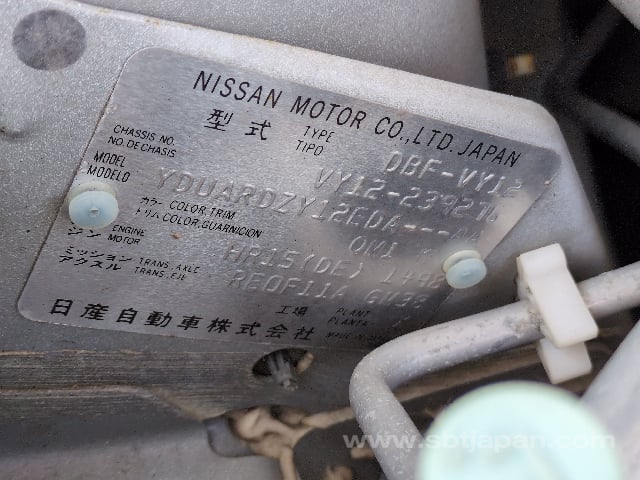 NISSAN MOTOR CO.,LTD. JAPAN
型式 TYPE TIPO DBF-VY12
CHASSIS NO. NO. DE CHASIS VY12-23927
MODEL MODELO YDUARDZY12EDA---
カラー トリム COLOR,TRIM COLOR,GUARNICION QM1
ジン ENGINE MOTOR HR15(DE)
ミッション アクスル TRANS.,AXLE TRANS.,EJE RE0F11A GM38
工場 PLANT PLANTA
日産自動車株式会社
www.sbtjapan.com